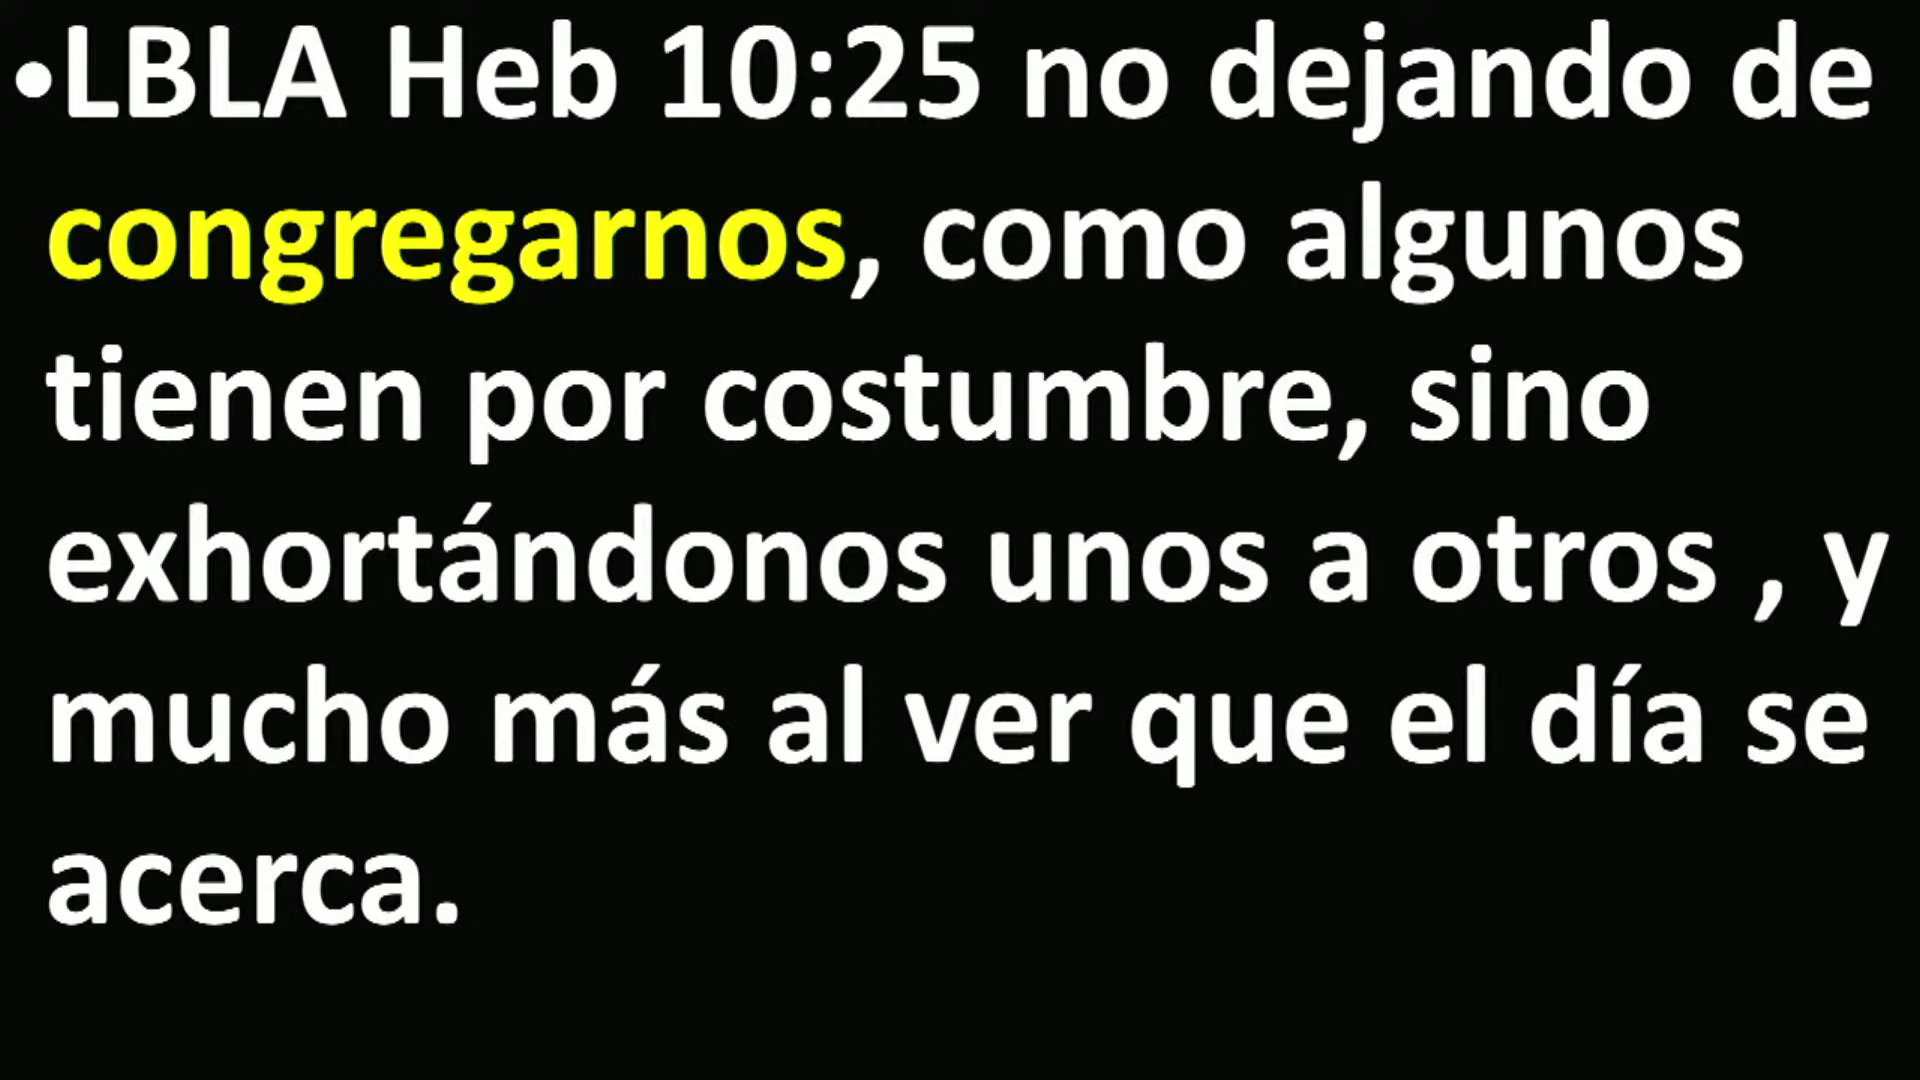 •LBLA Heb 10:25 no dejando de
congregarnos, como algunos
tienen por costumbre, sino
exhortándonos unos a otros , y
mucho más al ver que el día se
acerca.